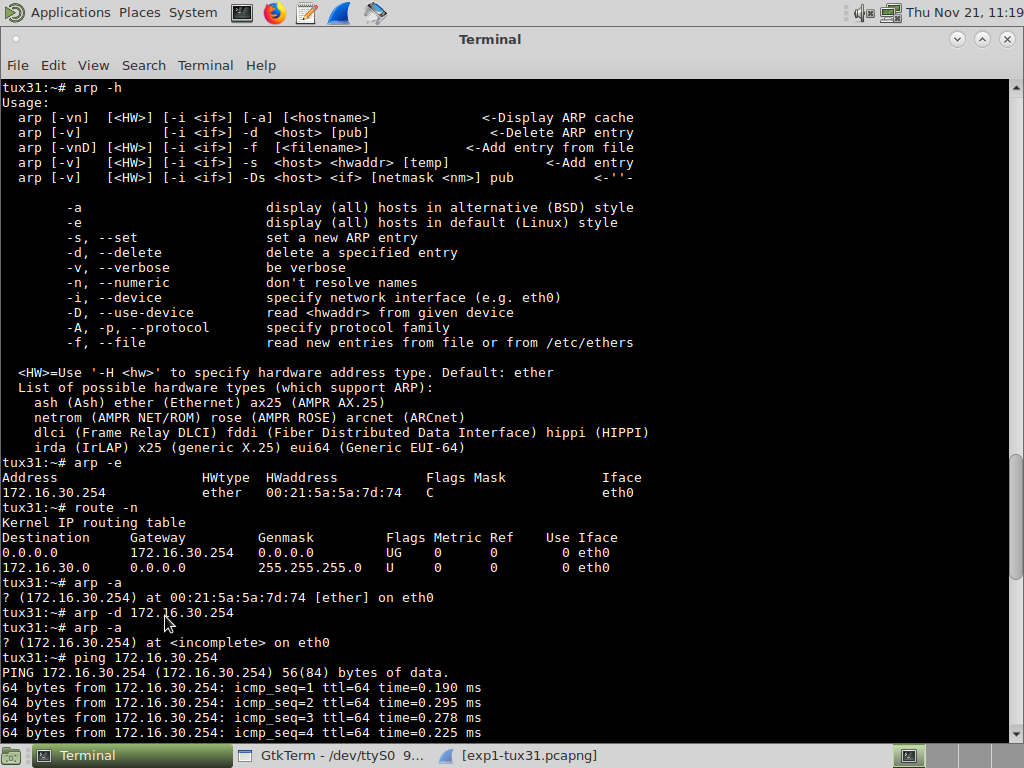 Applications Places System Thu Nov 21, 11:19
Terminal
File Edit View Search Terminal Help
tux31:~# arp -h
Usage:
  arp [-vn]  [<HW>] [-i <if>] [-a] [<hostname>]             <-Display ARP cache
  arp [-v]          [-i <if>] -d  <host> [pub]               <-Delete ARP entry
  arp [-vnD] [<HW>] [-i <if>] -f  [<filename>]            <-Add entry from file
  arp [-v]   [<HW>] [-i <if>] -s  <host> <hwaddr> [temp]            <-Add entry
  arp [-v]   [<HW>] [-i <if>] -Ds <host> <if> [netmask <nm>] pub          <-''-
        -a                       display (all) hosts in alternative (BSD) style
        -e                       display (all) hosts in default (Linux) style
        -s, --set                set a new ARP entry
        -d, --delete             delete a specified entry
        -v, --verbose            be verbose
        -n, --numeric            don't resolve names
        -i, --device             specify network interface (e.g. eth0)
        -D, --use-device         read <hwaddr> from given device
        -A, -p, --protocol       specify protocol family
        -f, --file               read new entries from file or from /etc/ethers
  <HW>=Use '-H <hw>' to specify hardware address type. Default: ether
  List of possible hardware types (which support ARP):
    ash (Ash) ether (Ethernet) ax25 (AMPR AX.25)
    netrom (AMPR NET/ROM) rose (AMPR ROSE) arcnet (ARCnet)
    dlci (Frame Relay DLCI) fddi (Fiber Distributed Data Interface) hippi (HIPPI)
    irda (IrLAP) x25 (generic X.25) eui64 (Generic EUI-64)
tux31:~# arp -e
Address                  HWtype  HWaddress           Flags Mask            Iface
172.16.30.254            ether   00:21:5a:5a:7d:74   C                     eth0
tux31:~# route -n
Kernel IP routing table
Destination     Gateway         Genmask         Flags Metric Ref    Use Iface
0.0.0.0         172.16.30.254   0.0.0.0         UG    0      0        0 eth0
172.16.30.0     0.0.0.0         255.255.255.0   U     0      0        0 eth0
tux31:~# arp -a
? (172.16.30.254) at 00:21:5a:5a:7d:74 [ether] on eth0
tux31:~# arp -d 172.16.30.254
tux31:~# arp -a
? (172.16.30.254) at <incomplete> on eth0
tux31:~# ping 172.16.30.254
PING 172.16.30.254 (172.16.30.254) 56(84) bytes of data.
64 bytes from 172.16.30.254: icmp_seq=1 ttl=64 time=0.190 ms
64 bytes from 172.16.30.254: icmp_seq=2 ttl=64 time=0.295 ms
64 bytes from 172.16.30.254: icmp_seq=3 ttl=64 time=0.278 ms
64 bytes from 172.16.30.254: icmp_seq=4 ttl=64 time=0.225 ms
Terminal GtkTerm - /dev/ttyS0 9... [exp1-tux31.pcapng]